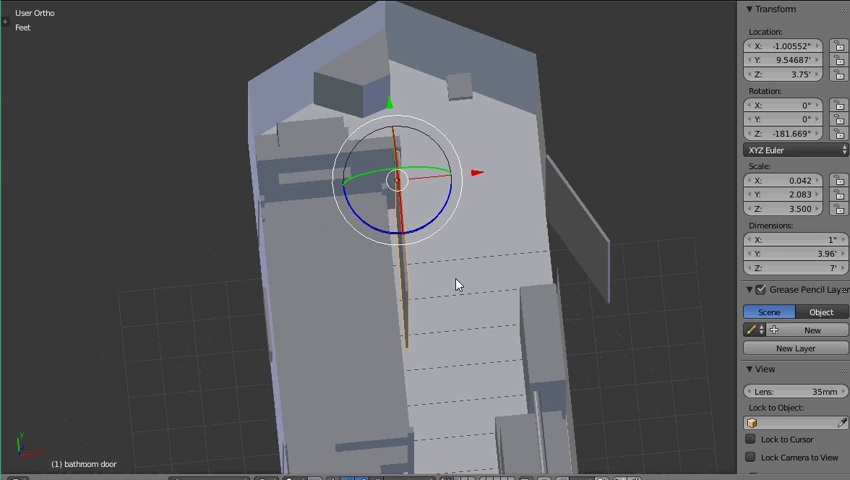 User Ortho
Feet
(1) bathroom door
Transform
Location:
X: -1.00552"
Y: 9.54687'
Z: 3.75'
Rotation:
X: 0°
Y: 0°
Z: -181.669°
XYZ Euler
Scale:
X: 0.042
Y: 2.083
Z: 3.500
Dimensions:
X: 1"
Y: 3.96'
Z: 7'
Grease Pencil Layer
Scene Object
New
New Layer
View
Lens: 35mm
Lock to Object:
Lock to Cursor
Lock Camera to View